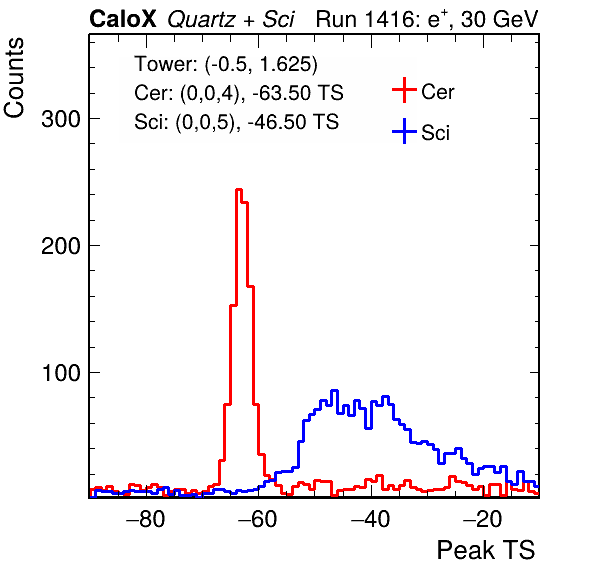 CaloX Quartz + Sci Run 1416: e+, 30 GeV
Counts
Tower: (-0.5, 1.625)
Cer: (0,0,4), -63.50 TS
Sci: (0,0,5), -46.50 TS
Cer
Sci
300
200
100
−80 −60 −40 −20
Peak TS